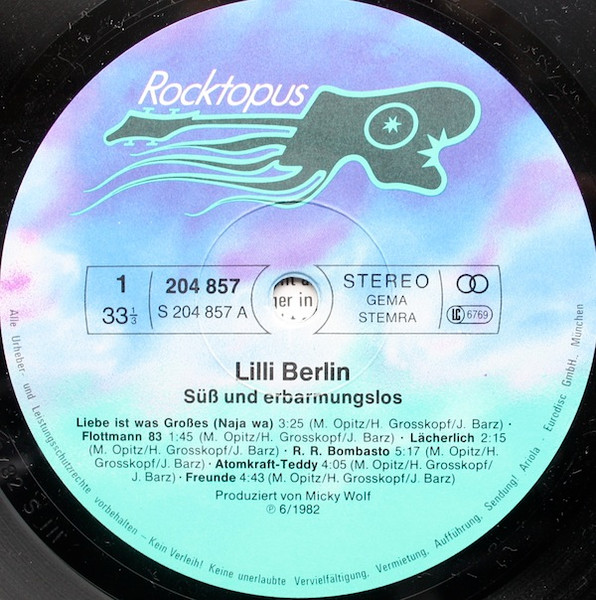 Rocktopus
1
33⅓
204 857
S 204 857 A
STEREO
GEMA
STEMRA
LC 6769
her in
Lilli Berlin
Süß und erbarmungslos
Liebe ist was Großes (Naja wa) 3:25 (M. Opitz/H. Grosskopf/J. Barz) ·
Flottmann 83 1:45 (M. Opitz/H. Grosskopf/J. Barz) · Lächerlich 2:15
(M. Opitz/H. Grosskopf/J. Barz) · R. R. Bombasto 5:17 (M. Opitz/H.
Grosskopf/J. Barz) · Atomkraft-Teddy 4:05 (M. Opitz/H. Grosskopf/
J. Barz) · Freunde 4:43 (M. Opitz/H. Grosskopf/J. Barz)
Produziert von Micky Wolf
℗ 6/1982
Alle Urheber- und Leistungsschutzrechte vorbehalten – Kein Verleih! Keine unerlaubte Vervielfältigung, Vermietung, Aufführung, Sendung! Ariola - Eurodisc GmbH, München